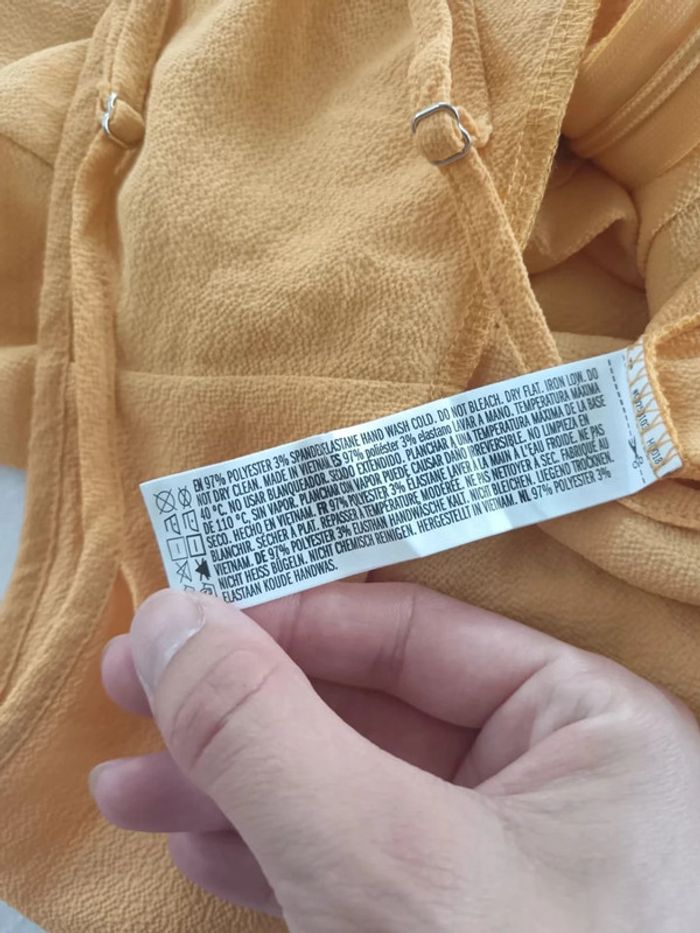 EN 97% POLYESTER 3% SPANDEX/ELASTANE HAND WASH COLD. DO NOT BLEACH. DRY FLAT. IRON LOW. DO
NOT DRY CLEAN. MADE IN VIETNAM. ES 97% poliéster 3% elastano LAVAR A MANO. TEMPERATURA MÁXIMA
40 °C. NO USAR BLANQUEADOR. SEXDO EXTENDIDO. PLANCHAR A UNA TEMPERATURA MÁXIMA DE LA BASE
DE 110 °C, SIN VAPOR. PLANCHAR SIN VAPOR PUEDE CAUSAR DAÑO IRREVERSIBLE. NO LIMPIEZA EN
SECO. HECHO EN VIETNAM. FR 97% POLYESTER 3% ÉLASTANE LAVER À LA MAIN À L'EAU FROIDE. NE PAS
BLANCHIR. SÉCHER À PLAT. REPASSER À TEMPÉRATURE MODÉRÉE. NE PAS NETTOYER À SEC. FABRIQUÉ AU
VIETNAM. DE 97% POLYESTER 3% ELASTHAN HANDWÄSCHE KALT. NICHT BLEICHEN. LIEGEND TROCKNEN.
NICHT HEISS BÜGELN. NICHT CHEMISCH REINIGEN. HERGESTELLT IN VIETNAM. NL 97% POLYESTER 3%
ELASTAAN KOUDE HANDWAS.